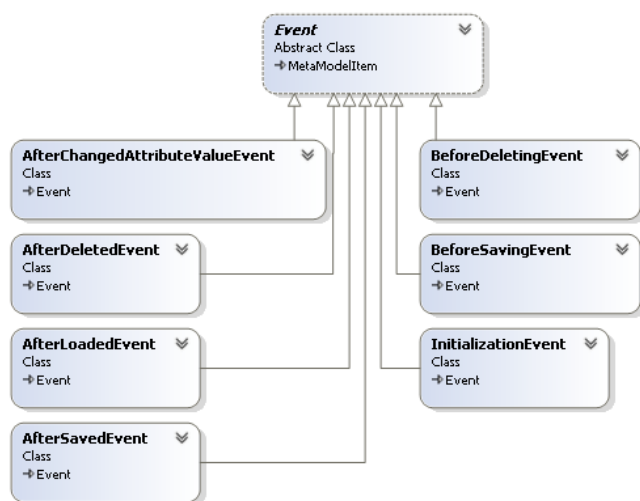 Event
Abstract Class
MetaModelItem
AfterChangedAttributeValueEvent
Class
Event
BeforeDeletingEvent
Class
Event
AfterDeletedEvent
Class
Event
BeforeSavingEvent
Class
Event
AfterLoadedEvent
Class
Event
InitializationEvent
Class
Event
AfterSavedEvent
Class
Event